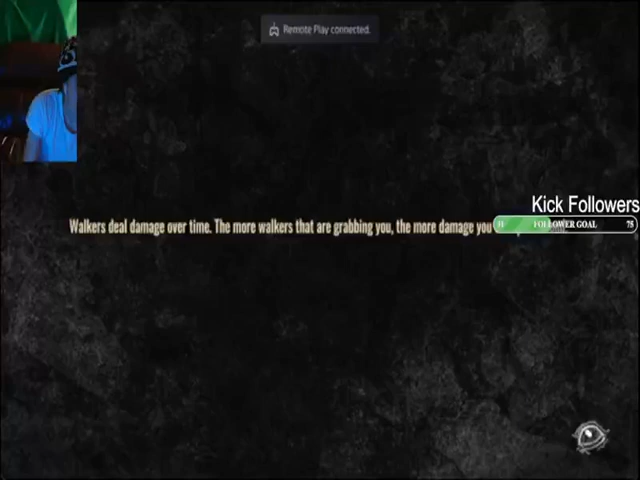 Remote Play connected.
Kick Followers
Walkers deal damage over time. The more walkers that are grabbing you, the more damage you
FOLLOWER GOAL 75